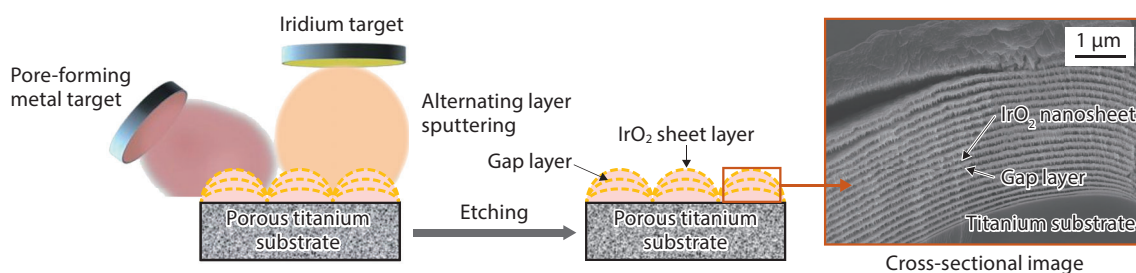 Iridium target
Pore-forming
metal target
Alternating layer
sputtering
Porous titanium
substrate
Etching
Gap layer
IrO₂ sheet layer
Porous titanium
substrate
1 μm
IrO₂ nanosheet
Gap layer
Titanium substrate
Cross-sectional image